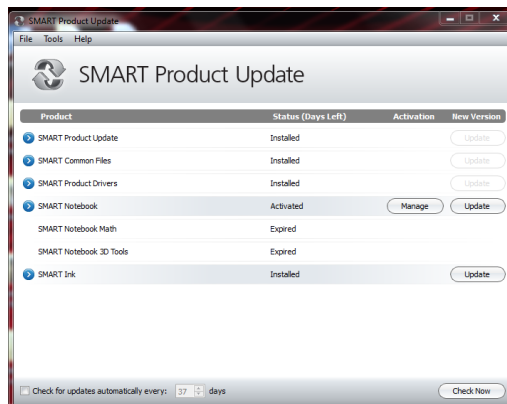 SMART Product Update
File Tools Help
SMART Product Update
Product Status (Days Left) Activation New Version
SMART Product Update Installed Update
SMART Common Files Installed Update
SMART Product Drivers Installed Update
SMART Notebook Activated Manage Update
SMART Notebook Math Expired
SMART Notebook 3D Tools Expired
SMART Ink Installed Update
Check for updates automatically every: 37 days Check Now